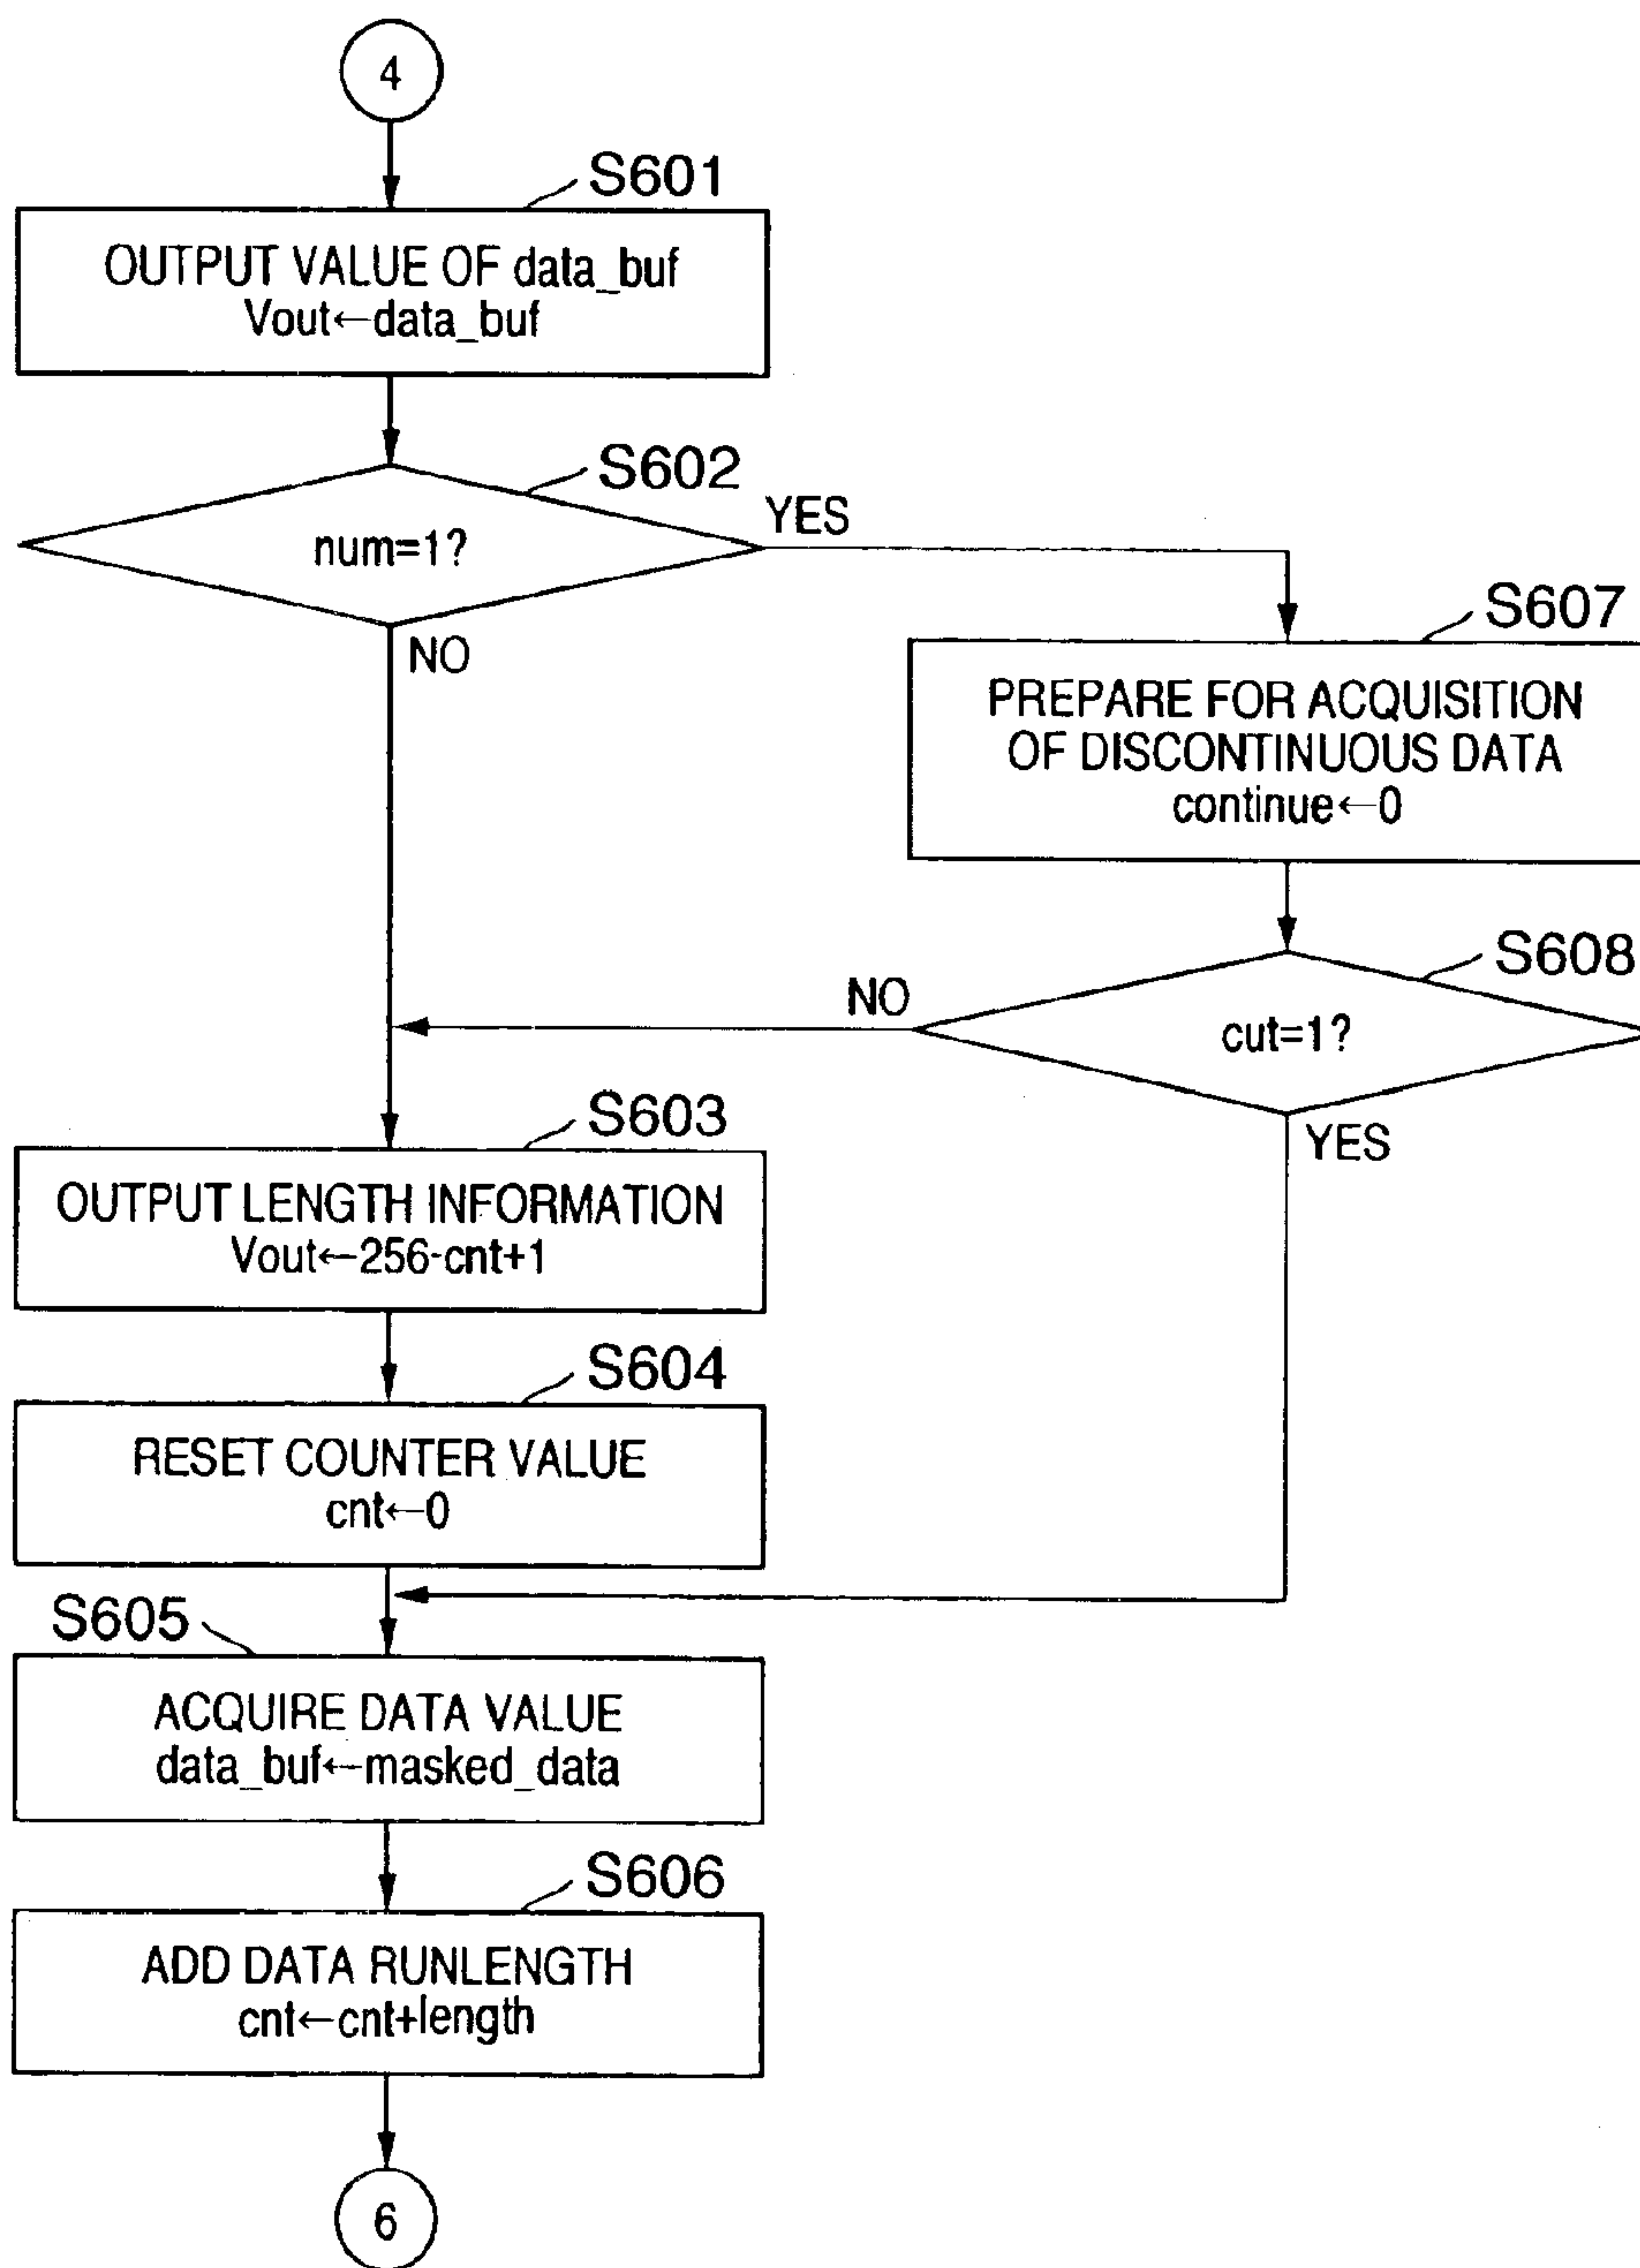 4
S601
OUTPUT VALUE OF data_buf
Vout←data_buf
S602
num=1?
YES
NO
S607
PREPARE FOR ACQUISITION
OF DISCONTINUOUS DATA
continue←0
S608
cut=1?
NO
YES
S603
OUTPUT LENGTH INFORMATION
Vout←256-cnt+1
S604
RESET COUNTER VALUE
cnt←0
S605
ACQUIRE DATA VALUE
data_buf←masked_data
S606
ADD DATA RUNLENGTH
cnt←cnt+length
6